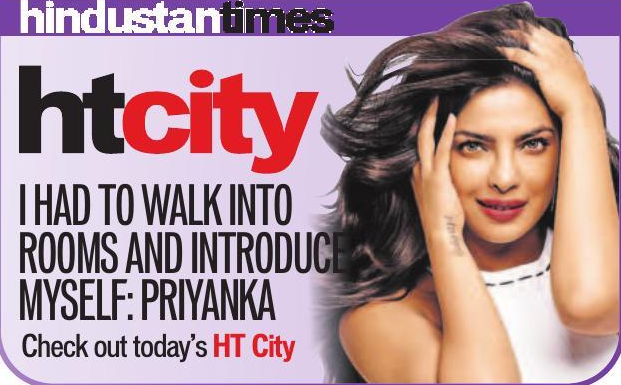 hindustantimes
htcity
I HAD TO WALK INTO
ROOMS AND INTRODUCE
MYSELF: PRIYANKA
Check out today's HT City